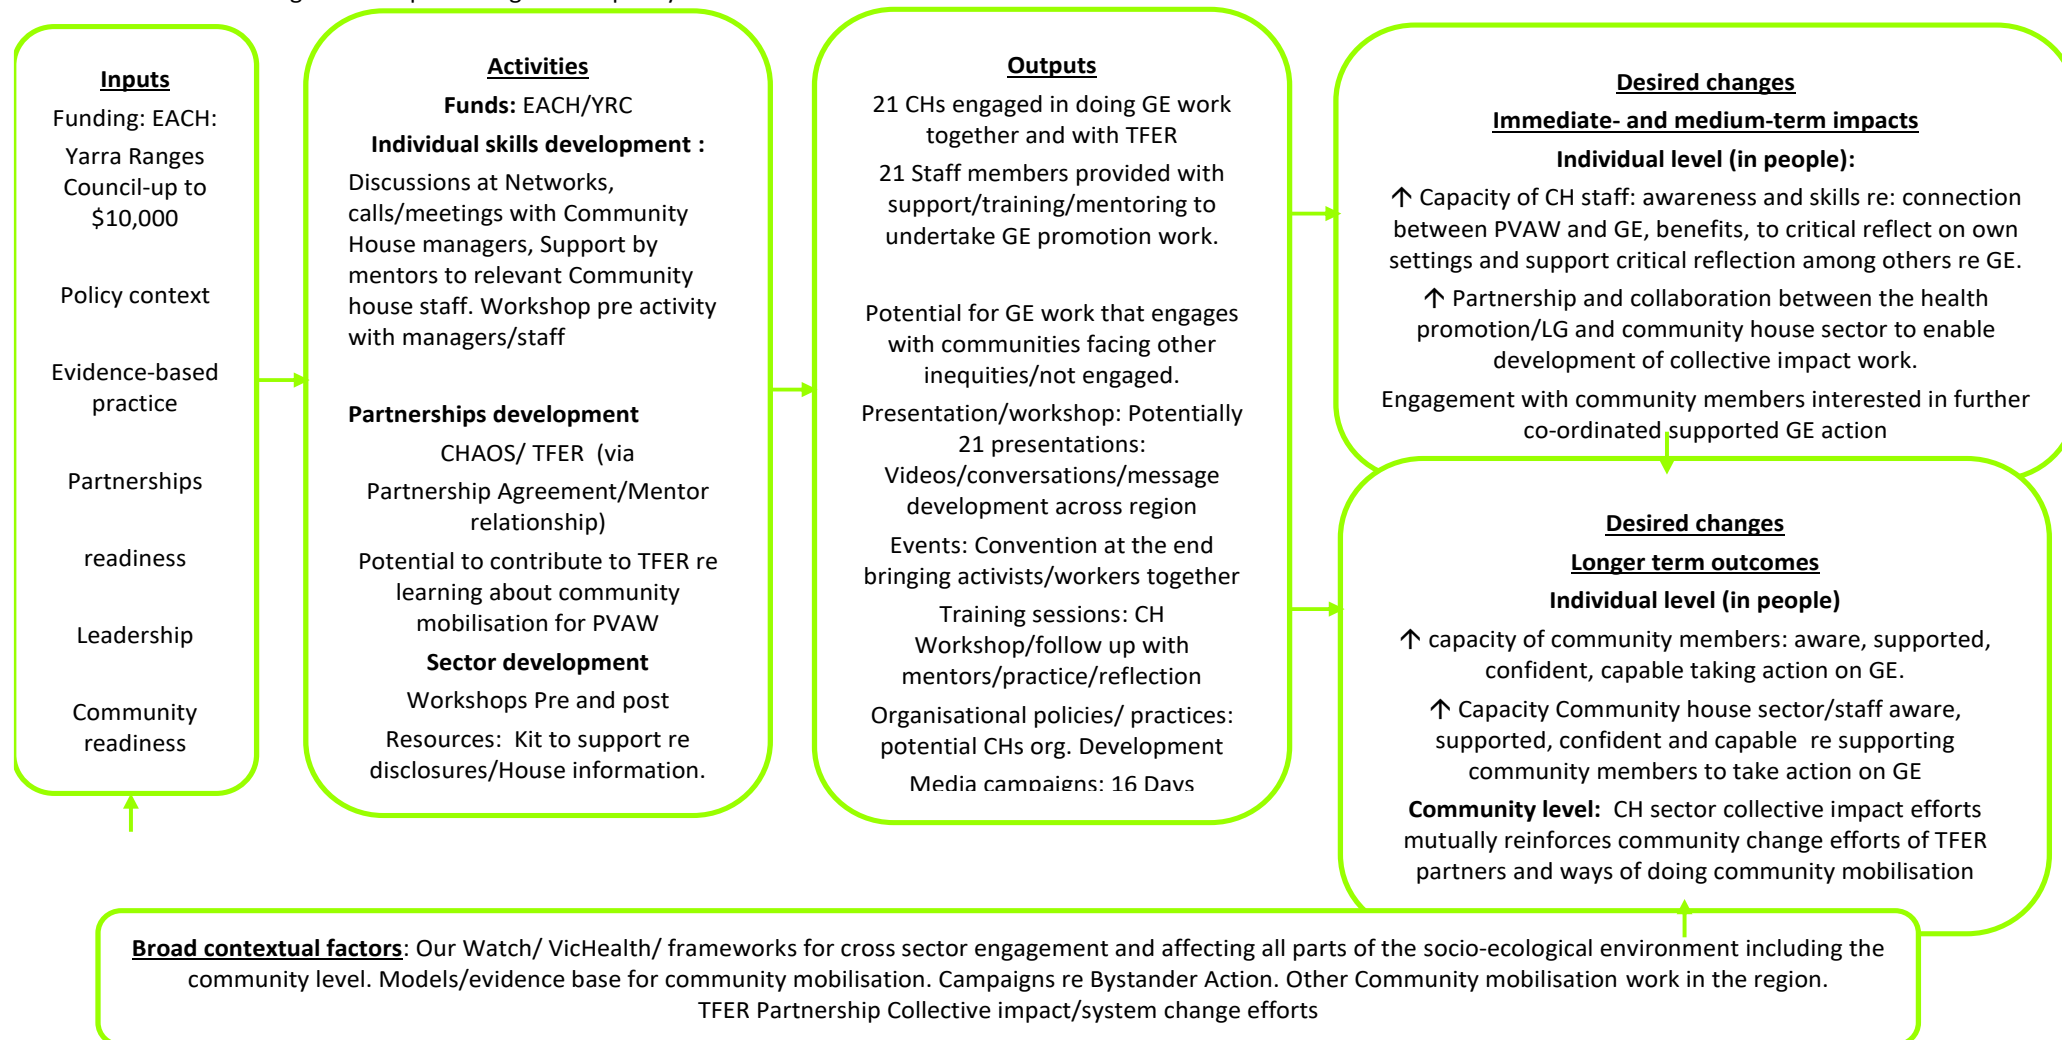 Inputs
Funding: EACH:
Yarra Ranges
Council-up to
$10,000
Policy context
Evidence-based
practice
Partnerships
readiness
Leadership
Community
readiness
Activities
Funds: EACH/YRC
Individual skills development :
Discussions at Networks,
calls/meetings with Community
House managers, Support by
mentors to relevant Community
house staff. Workshop pre activity
with managers/staff
Partnerships development
CHAOS/ TFER (via
Partnership Agreement/Mentor
relationship)
Potential to contribute to TFER re
learning about community
mobilisation for PVAW
Sector development
Workshops Pre and post
Resources: Kit to support re
disclosures/House information.
Outputs
21 CHs engaged in doing GE work
together and with TFER
21 Staff members provided with
support/training/mentoring to
undertake GE promotion work.
Potential for GE work that engages
with communities facing other
inequities/not engaged.
Presentation/workshop: Potentially
21 presentations:
Videos/conversations/message
development across region
Events: Convention at the end
bringing activists/workers together
Training sessions: CH
Workshop/follow up with
mentors/practice/reflection
Organisational policies/ practices:
potential CHs org. Development
Media campaigns: 16 Days
Desired changes
Immediate- and medium-term impacts
Individual level (in people):
↑ Capacity of CH staff: awareness and skills re: connection
between PVAW and GE, benefits, to critical reflect on own
settings and support critical reflection among others re GE.
↑ Partnership and collaboration between the health
promotion/LG and community house sector to enable
development of collective impact work.
Engagement with community members interested in further
co-ordinated supported GE action
Desired changes
Longer term outcomes
Individual level (in people)
↑ capacity of community members: aware, supported,
confident, capable taking action on GE.
↑ Capacity Community house sector/staff aware,
supported, confident and capable re supporting
community members to take action on GE
Community level: CH sector collective impact efforts
mutually reinforces community change efforts of TFER
partners and ways of doing community mobilisation
Broad contextual factors: Our Watch/ VicHealth/ frameworks for cross sector engagement and affecting all parts of the socio-ecological environment including the
community level. Models/evidence base for community mobilisation. Campaigns re Bystander Action. Other Community mobilisation work in the region.
TFER Partnership Collective impact/system change efforts